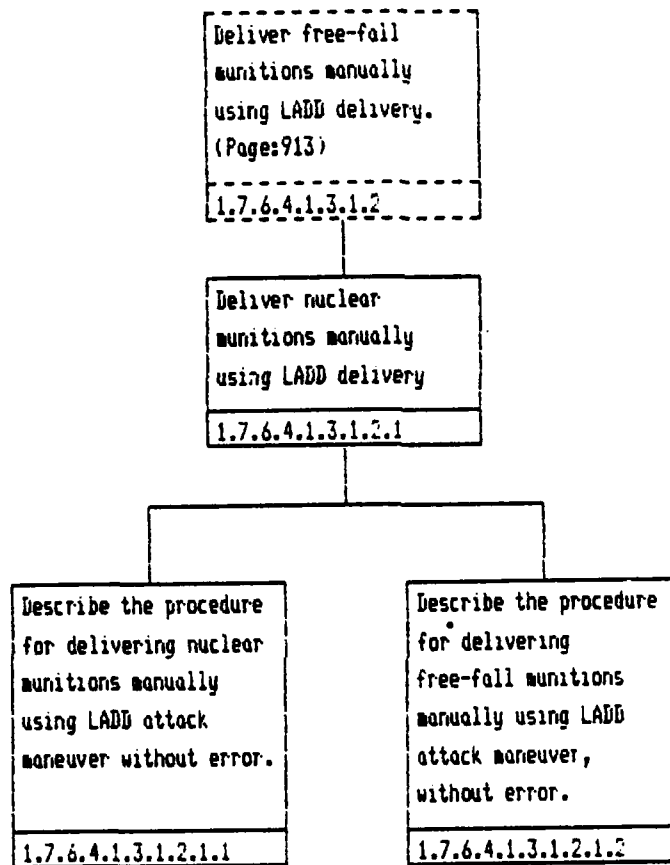 Deliver free-fall
munitions manually
using LADD delivery.
(Page:913)
1.7.6.4.1.3.1.2
Deliver nuclear
munitions manually
using LADD delivery
1.7.6.4.1.3.1.2.1
Describe the procedure
for delivering nuclear
munitions manually
using LADD attack
maneuver without error.
1.7.6.4.1.3.1.2.1.1
Describe the procedure
for delivering
free-fall munitions
manually using LADD
attack maneuver,
without error.
1.7.6.4.1.3.1.2.1.2